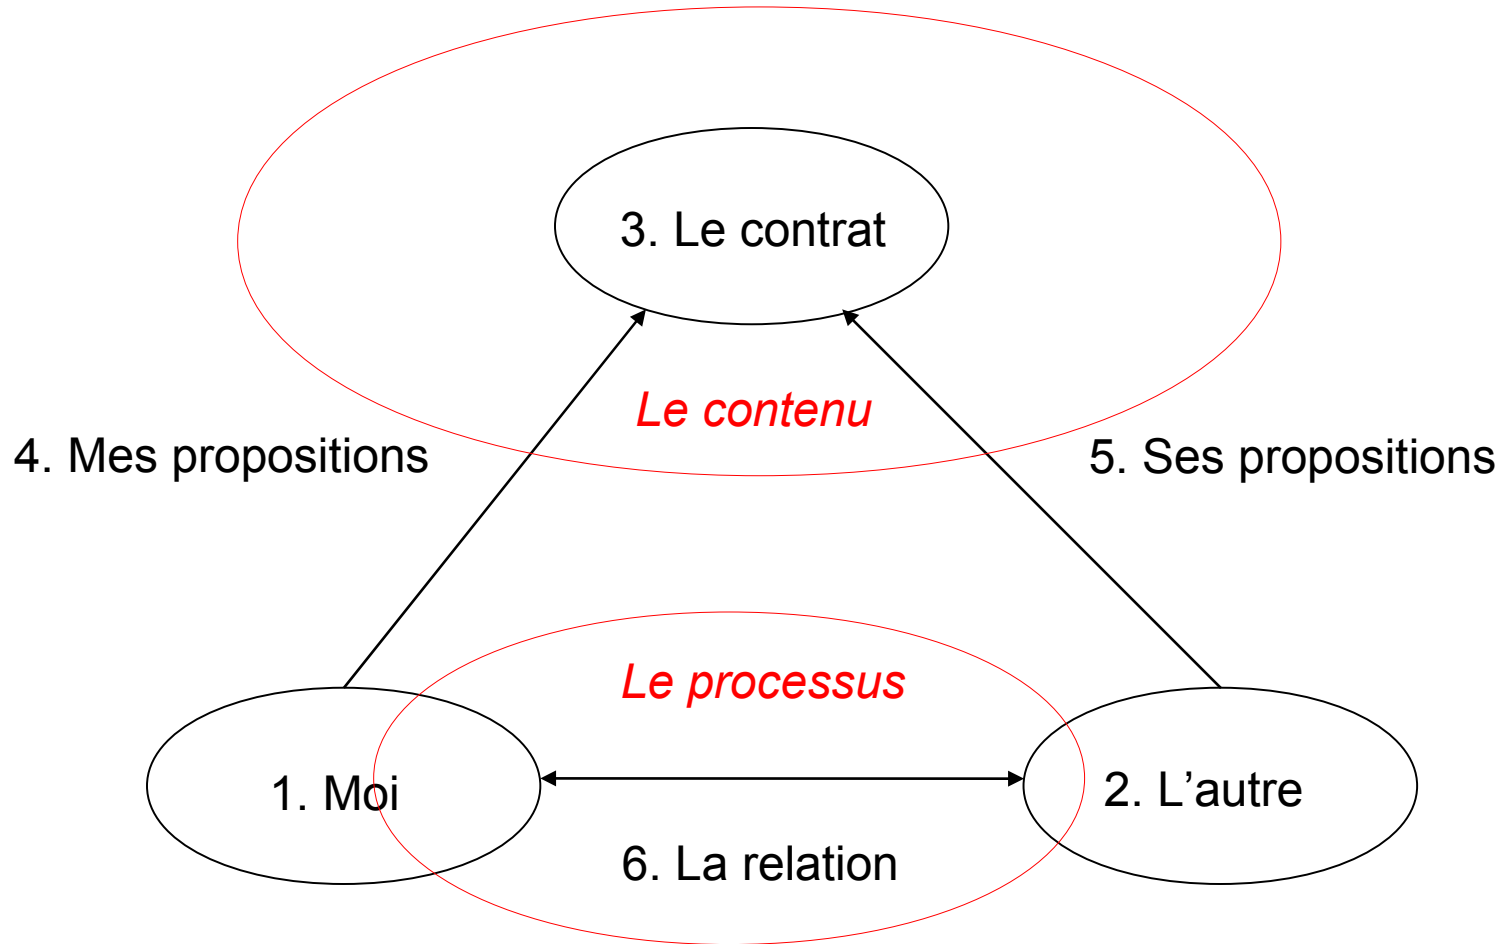 3. Le contrat
Le contenu
4. Mes propositions
5. Ses propositions
Le processus
1. Moi
2. L’autre
6. La relation